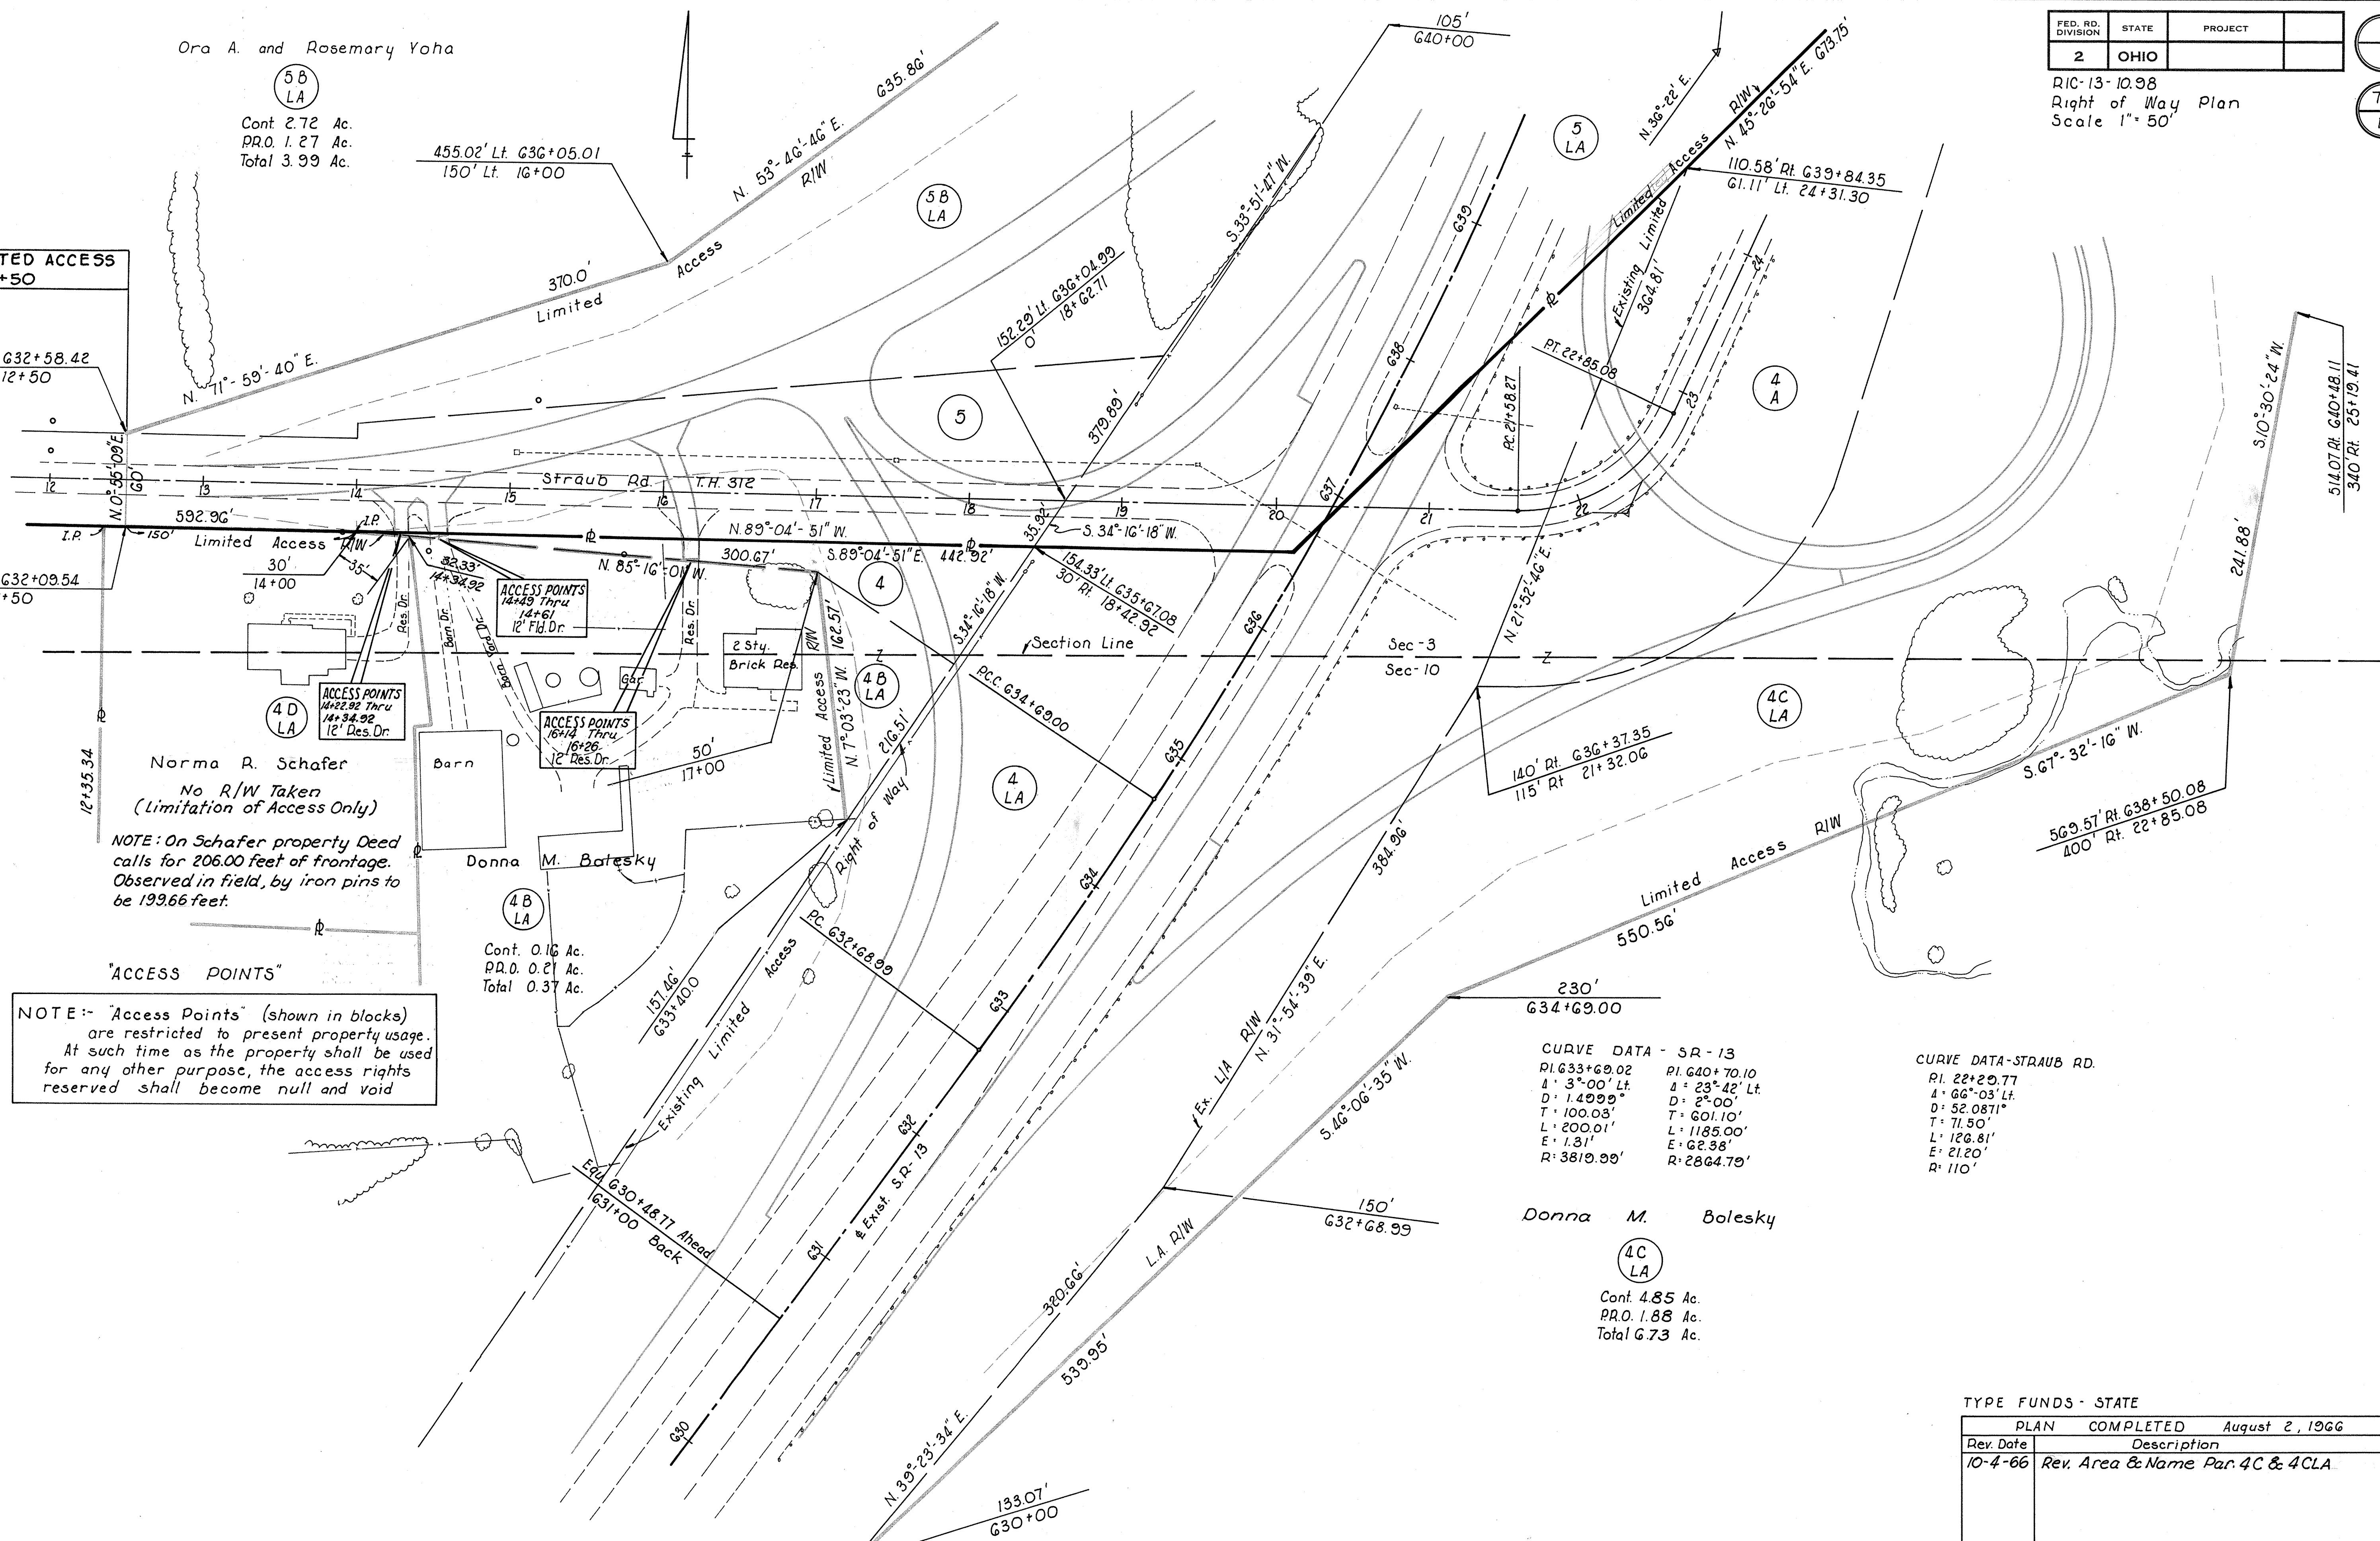 Ora A. and Rosemary Yoha
5B
LA
Cont. 2.72 Ac.
P.R.O. 1.27 Ac.
Total 3.99 Ac.
455.02' Lt. 636+05.01
150' Lt. 16+00
N. 53°-46'-46" E.
635.86'
R/W
105'
640+00
N. 36°-22' E.
R/W
N. 45°-26'-54" E. 673.75'
FED. RD. DIVISION
STATE
PROJECT
2
OHIO
RIC-13-10.98
Right of Way Plan
Scale 1"=50'
5
LA
5B
LA
Limited Access
110.58' Rt. 639+84.35
61.11' Lt. 24+31.30
Existing Limited
364.81'
S.33°-51'-47" W.
639
24
TED ACCESS
+50
370.0'
Limited Access
N. 71°-59'-40" E.
632+58.42
12+50
152.29' Lt. 636+04.99
0' 18+62.71
5
379.89'
638
P.T. 22+85.08
P.C. 21+58.27
23
4
A
S.10°-30'-24" W.
241.88'
514.07 Rt. 640+48.11
340' Rt. 25+19.41
N.0°-55'-09"E.
60'
12
13
14
15
16
17
18
19
20
21
22
637
Straub Rd. T.H. 312
592.96'
I.P.
150'
Limited Access R/W
I.P.
N.89°-04'-51" W.
35.92'
S. 34°-16'-18" W.
300.67'
S.89°-04'-51"E. 442.92'
N. 85°-16'-01" W.
632+09.54
+50
30'
14+00
35'
32.33'
14+34.92
4
154.33' Lt. 635+67.08
30' Rt. 18+42.92
ACCESS POINTS
14+49 Thru
14+61
12' Fld. Dr.
Res. Dr.
Barn Dr.
Barn Yard Dr.
Res. Dr.
Gar.
2 Sty.
Brick Res.
R/W
162.57'
N. 7°-03'-23" W.
Limited Access
S.34°-16'-18" W.
216.51'
636
Section Line
Sec-3
Sec-10
N. 21°-52'-46" E.
4D
LA
ACCESS POINTS
14+22.92 Thru
14+34.92
12' Res. Dr.
ACCESS POINTS
16+14 Thru
16+26
12' Res. Dr.
4B
LA
4C
LA
P.C.C. 634+69.00
635
50'
17+00
Barn
4
LA
140' Rt. 636+37.35
115' Rt 21+32.06
S. 67°-32'-16" W.
569.57' Rt. 638+50.08
400' Rt. 22+85.08
12+35.34
Norma R. Schafer
No R/W Taken
(Limitation of Access Only)
NOTE: On Schafer property Deed
calls for 206.00 feet of frontage.
Observed in field, by iron pins to
be 199.66 feet.
Donna M. Bolesky
4B
LA
Cont. 0.16 Ac.
P.R.O. 0.21 Ac.
Total 0.37 Ac.
Right of Way
634
384.96'
Limited Access R/W
550.56'
"ACCESS POINTS"
NOTE:- "Access Points" (shown in blocks)
are restricted to present property usage.
At such time as the property shall be used
for any other purpose, the access rights
reserved shall become null and void
P.C. 632+68.99
157.46'
633+40.0
633
Existing Limited Access
230'
634+69.00
Ex. L/A R/W
N. 31°-54'-39" E.
S.46°-06'-35" W.
CURVE DATA - SR-13
P.I. 633+69.02
Δ = 3°-00' Lt.
D = 1.4999°
T = 100.03'
L = 200.01'
E = 1.31'
R = 3819.99'
P.I. 640+70.10
Δ = 23°-42' Lt.
D = 2°-00'
T = 601.10'
L = 1185.00'
E = 62.38'
R = 2864.79'
CURVE DATA-STRAUB RD.
P.I. 22+29.77
Δ = 66°-03' Lt.
D = 52.0871°
T = 71.50'
L = 126.81'
E = 21.20'
R = 110'
632
Equ. 630+48.77 Ahead
631+00 Back
631
℄ Exist. S.R-13
630
150'
632+68.99
L.A. R/W
320.66'
539.95'
Donna M. Bolesky
4C
LA
Cont. 4.85 Ac.
P.R.O. 1.88 Ac.
Total 6.73 Ac.
N. 39°-23'-34" E.
133.07'
630+00
TYPE FUNDS - STATE
PLAN COMPLETED August 2, 1966
Rev. Date Description
10-4-66 Rev. Area & Name Par. 4C & 4CLA